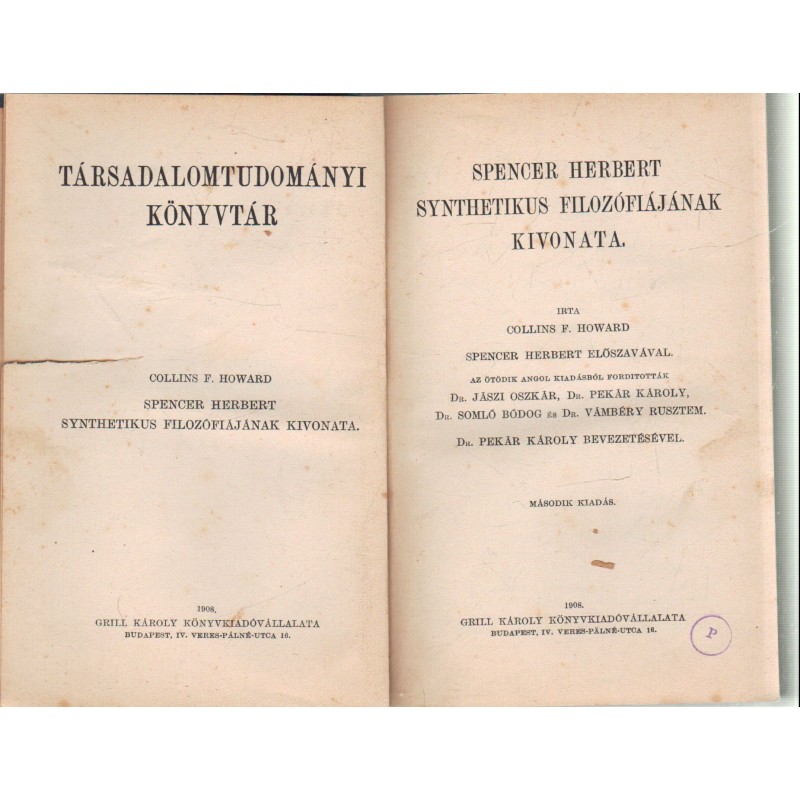 TÁRSADALOMTUDOMÁNYI
KÖNYVTÁR
COLLINS F. HOWARD
SPENCER HERBERT
SYNTHETIKUS FILOZÓFIÁJÁNAK KIVONATA.
1908.
GRILL KÁROLY KÖNYVKIADÓVÁLLALATA
BUDAPEST, IV. VERES-PÁLNÉ-UTCA 16.
SPENCER HERBERT
SYNTHETIKUS FILOZÓFIÁJÁNAK
KIVONATA.
IRTA
COLLINS F. HOWARD
SPENCER HERBERT ELŐSZAVÁVAL.
AZ ÖTÖDIK ANGOL KIADÁSBÓL FORDITOTTÁK
DR. JÁSZI OSZKÁR, DR. PEKÁR KÁROLY,
DR. SOMLÓ BÓDOG ÉS DR. VÁMBÉRY RUSZTEM.
DR. PEKÁR KÁROLY BEVEZETÉSÉVEL.
MÁSODIK KIADÁS.
1908.
GRILL KÁROLY KÖNYVKIADÓVÁLLALATA
BUDAPEST, IV. VERES-PÁLNÉ-UTCA 16.
P